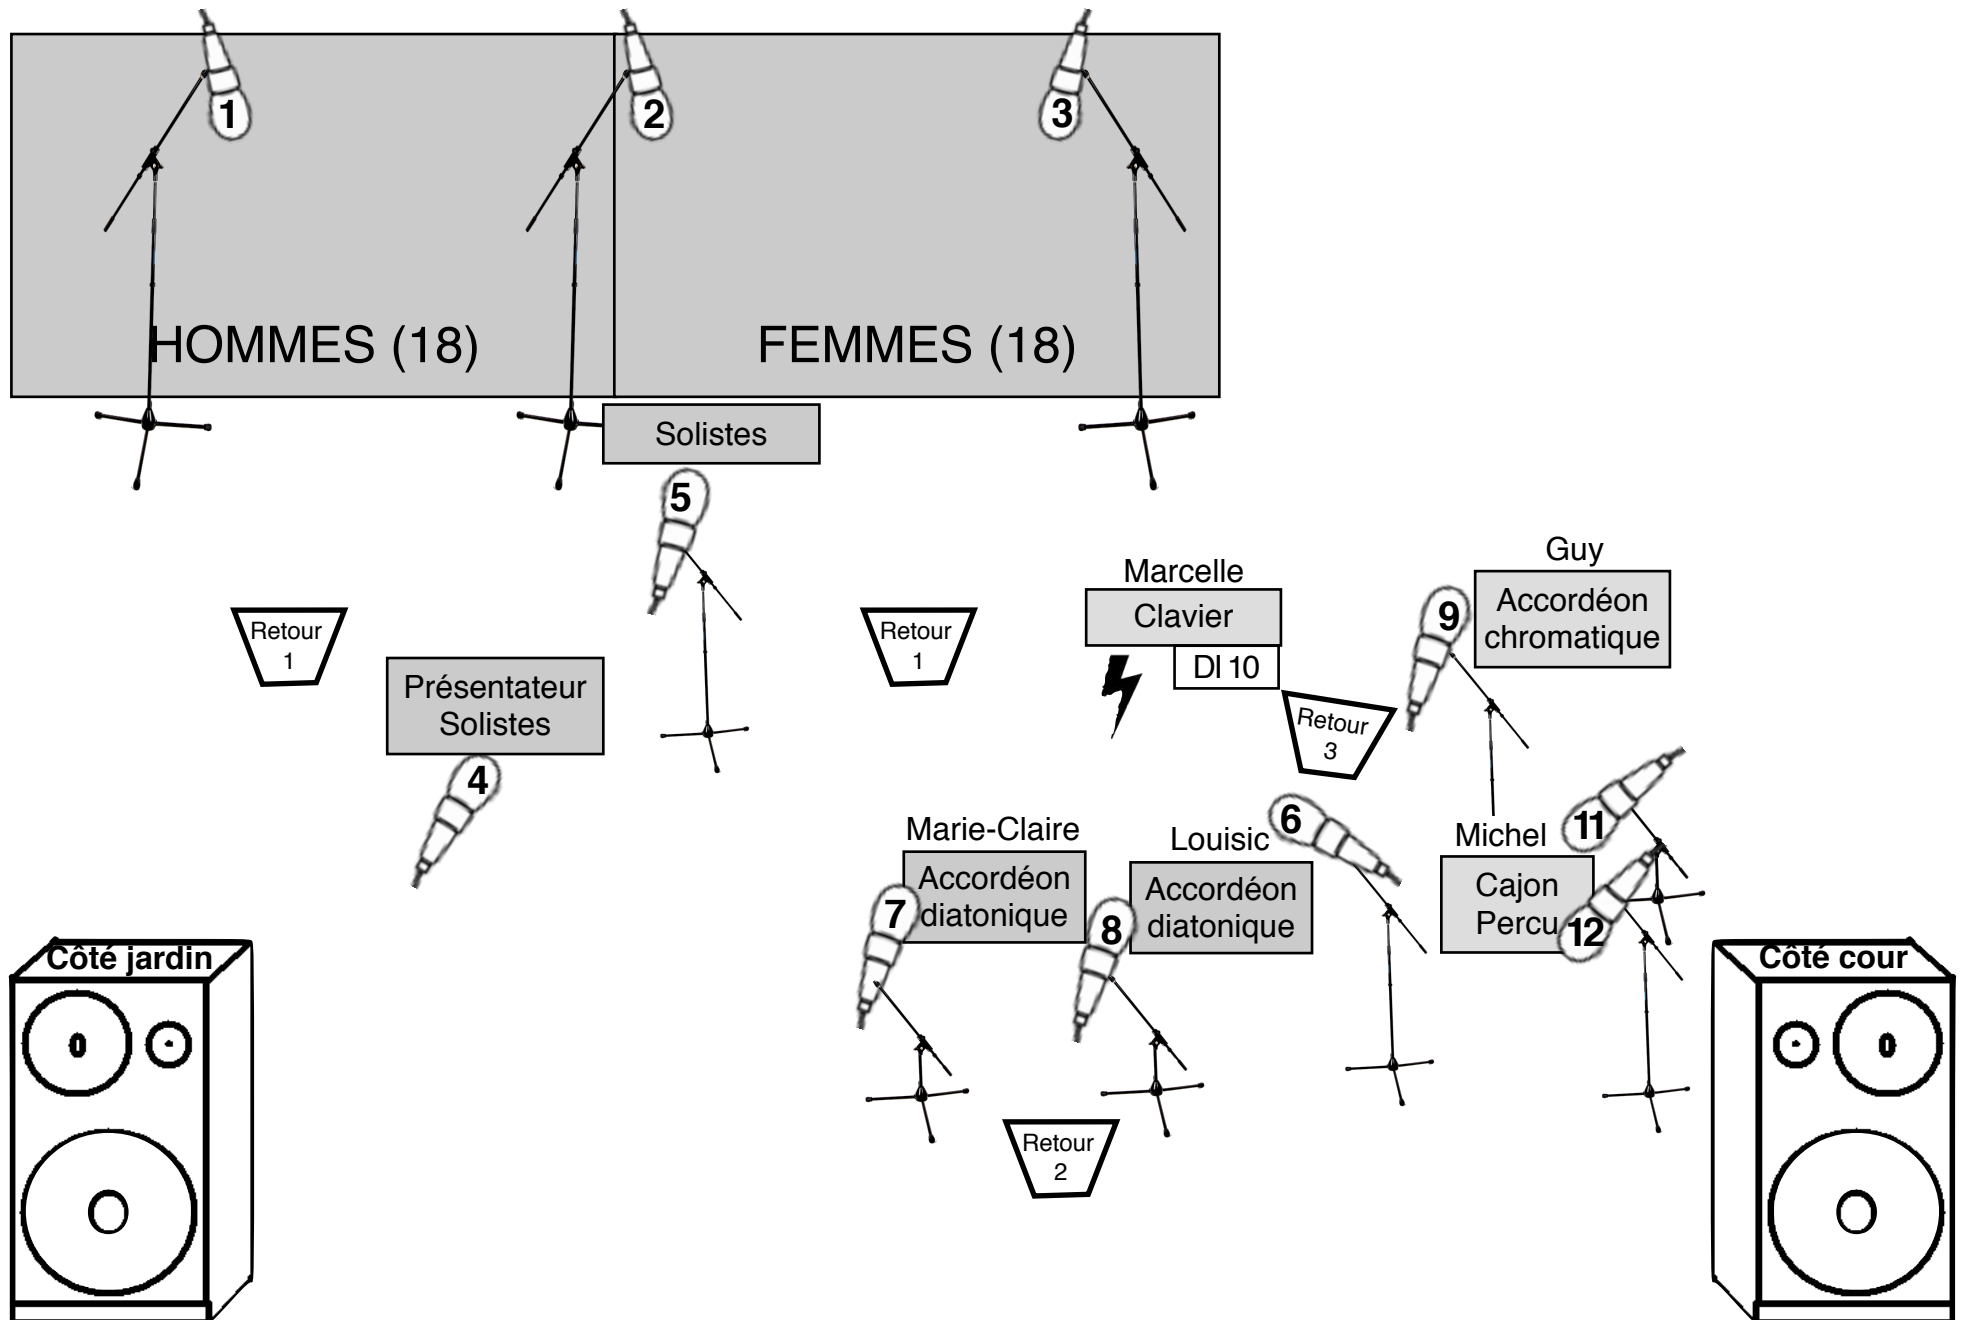 1
2
3
HOMMES (18)
FEMMES (18)
Solistes
5
Retour
1
Retour
1
Présentateur
Solistes
4
Marcelle
Clavier
DI 10
Guy
Accordéon
chromatique
9
Retour
3
Marie-Claire
Accordéon
diatonique
7
Louisic
Accordéon
diatonique
8
6
Michel
Cajon
Percu
11
12
Côté jardin
Côté cour
Retour
2